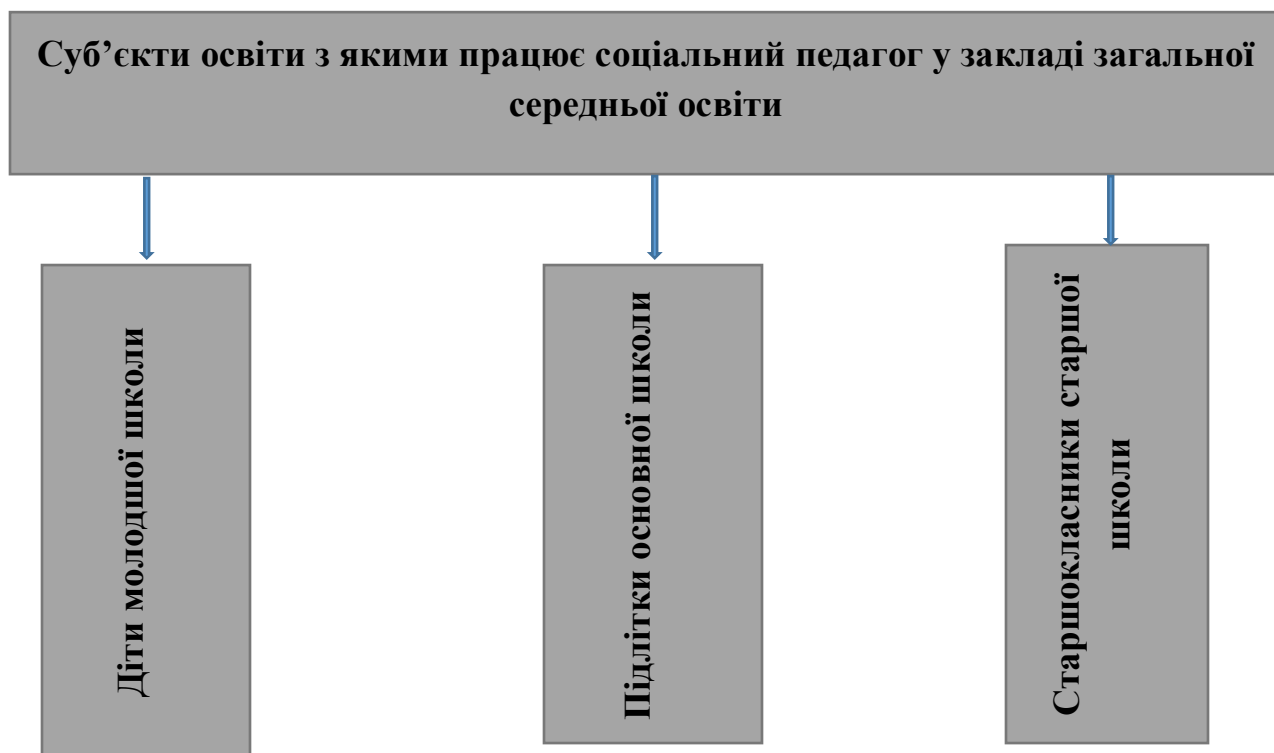 Суб’єкти освіти з якими працює соціальний педагог у закладі загальної
середньої освіти
Діти молодшої школи
Підлітки основної школи
Старшокласники старшої
школи